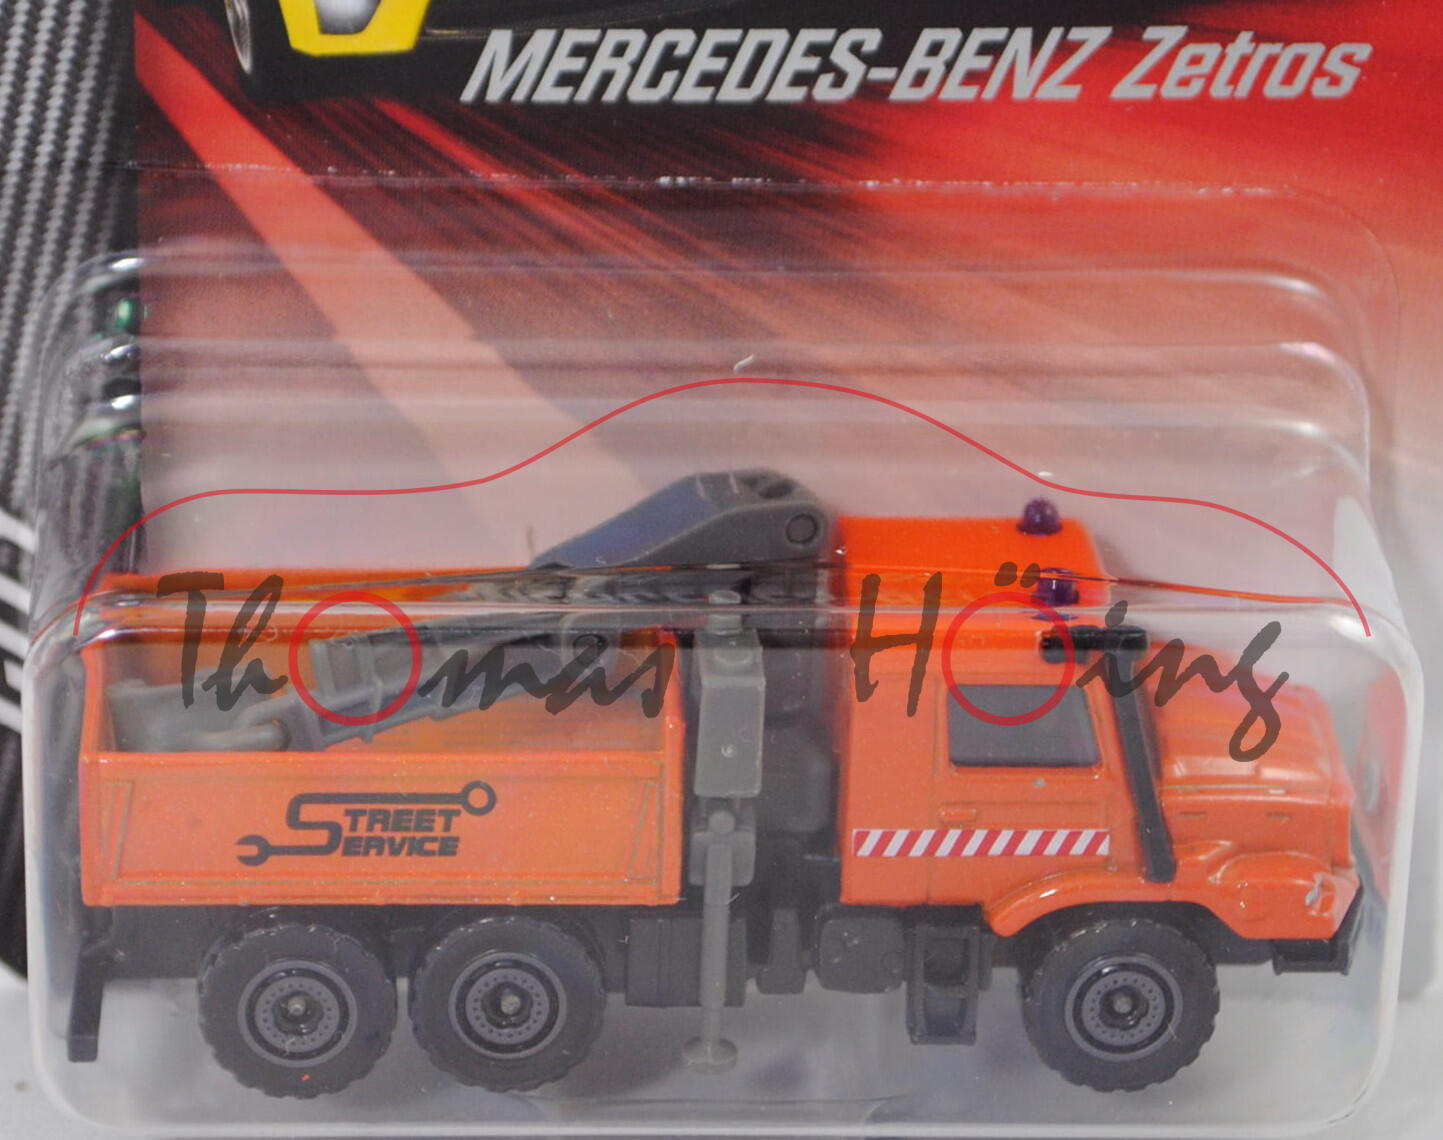 MERCEDES-BENZ Zetros
Thomas Höing
STREET
SERVICE